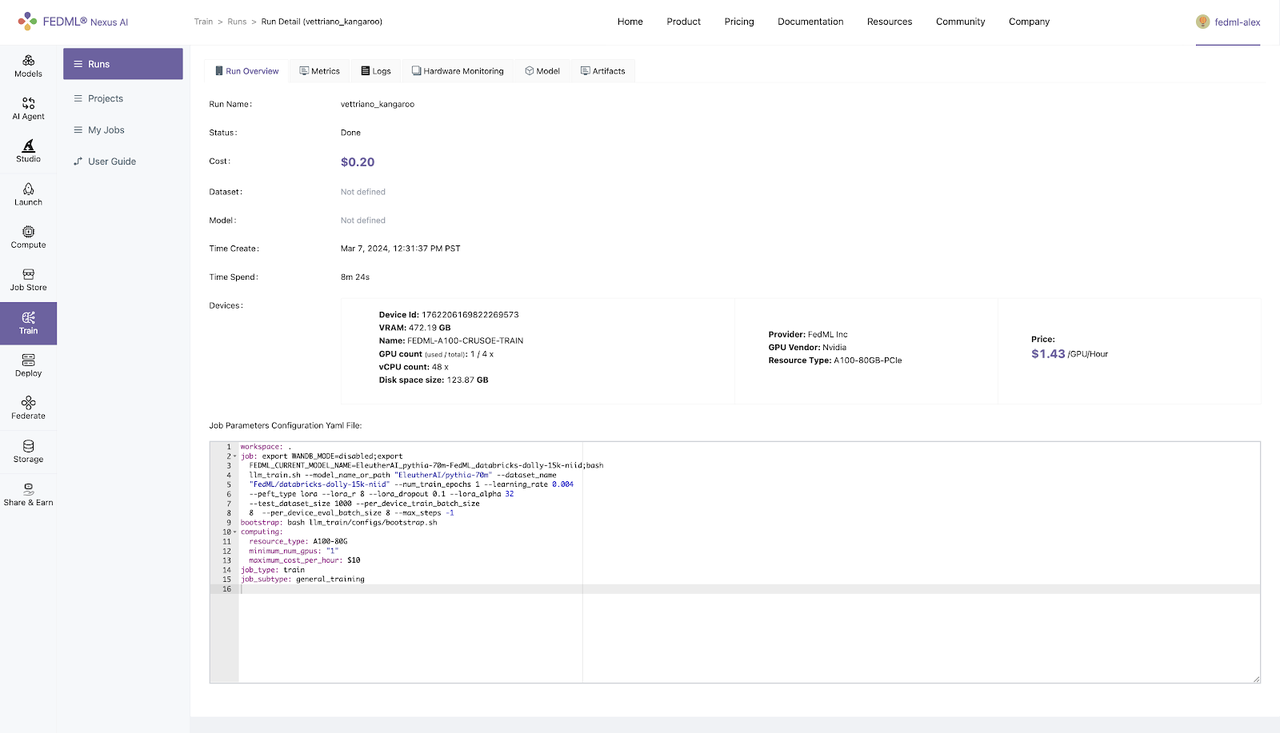 FEDML® Nexus AI
Train > Runs > Run Detail (vettriano_kangaroo)
Home Product Pricing Documentation Resources Community Company
fedml-alex
Models
AI Agent
Studio
Launch
Compute
Job Store
Train
Deploy
Federate
Storage
Share & Earn
Runs
Projects
My Jobs
User Guide
Run Overview Metrics Logs Hardware Monitoring Model Artifacts
Run Name: vettriano_kangaroo
Status: Done
Cost: $0.20
Dataset: Not defined
Model: Not defined
Time Create: Mar 7, 2024, 12:31:37 PM PST
Time Spend: 8m 24s
Devices:
Device Id: 1762206169822269573
VRAM: 472.19 GB
Name: FEDML-A100-CRUSOE-TRAIN
GPU count (used / total): 1 / 4 x
vCPU count: 48 x
Disk space size: 123.87 GB
Provider: FedML Inc
GPU Vendor: Nvidia
Resource Type: A100-80GB-PCIe
Price:
$1.43 /GPU/Hour
Job Parameters Configuration Yaml File:
1 workspace: .
2 job: export WANDB_MODE=disabled;export
3 FEDML_CURRENT_MODEL_NAME=EleutherAI_pythia-70m-FedML_databricks-dolly-15k-niid;bash
4 llm_train.sh --model_name_or_path "EleutherAI/pythia-70m" --dataset_name
5 "FedML/databricks-dolly-15k-niid" --num_train_epochs 1 --learning_rate 0.004
6 --peft_type lora --lora_r 8 --lora_dropout 0.1 --lora_alpha 32
7 --test_dataset_size 1000 --per_device_train_batch_size
8 8 --per_device_eval_batch_size 8 --max_steps -1
9 bootstrap: bash llm_train/configs/bootstrap.sh
10 computing:
11 resource_type: A100-80G
12 minimum_num_gpus: "1"
13 maximum_cost_per_hour: $10
14 job_type: train
15 job_subtype: general_training
16